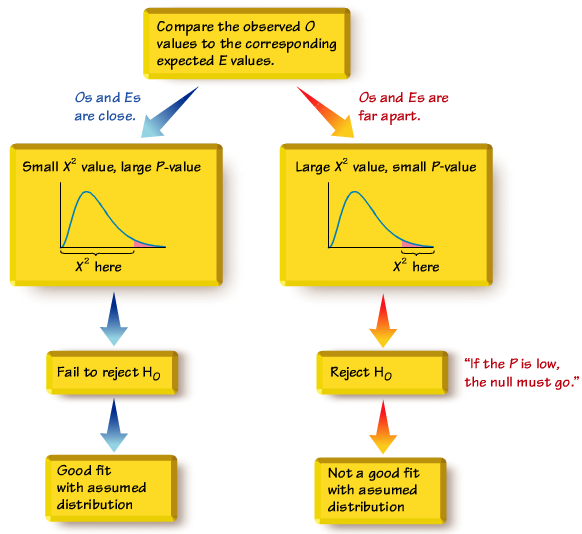 Compare the observed O
values to the corresponding
expected E values.
Os and Es
are close.
Os and Es are
far apart.
Small X² value, large P-value
X² here
Large X² value, small P-value
X² here
Fail to reject H₀
Reject H₀
“If the P is low,
the null must go.”
Good fit
with assumed
distribution
Not a good fit
with assumed
distribution